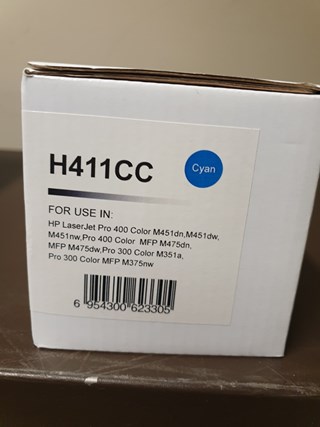 H411CC
Cyan
FOR USE IN:
HP LaserJet Pro 400 Color M451dn,M451dw,
M451nw,Pro 400 Color MFP M475dn,
MFP M475dw,Pro 300 Color M351a,
Pro 300 Color MFP M375nw
6 954300 623305